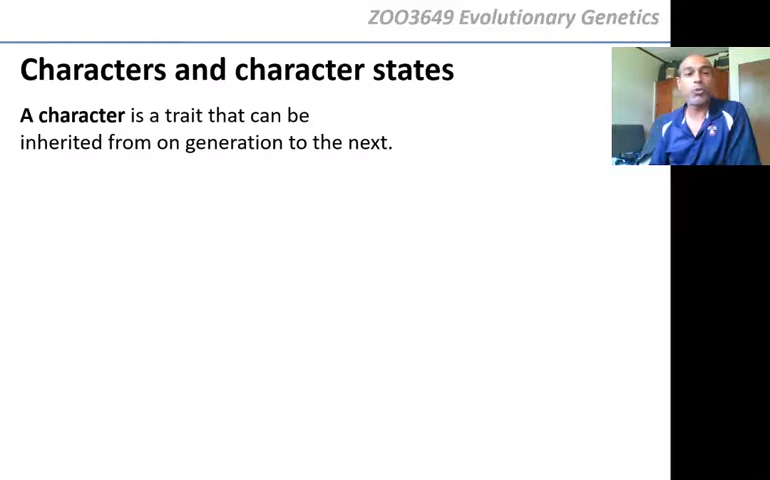 ZOO3649 Evolutionary Genetics
Characters and character states
A character is a trait that can be
inherited from on generation to the next.